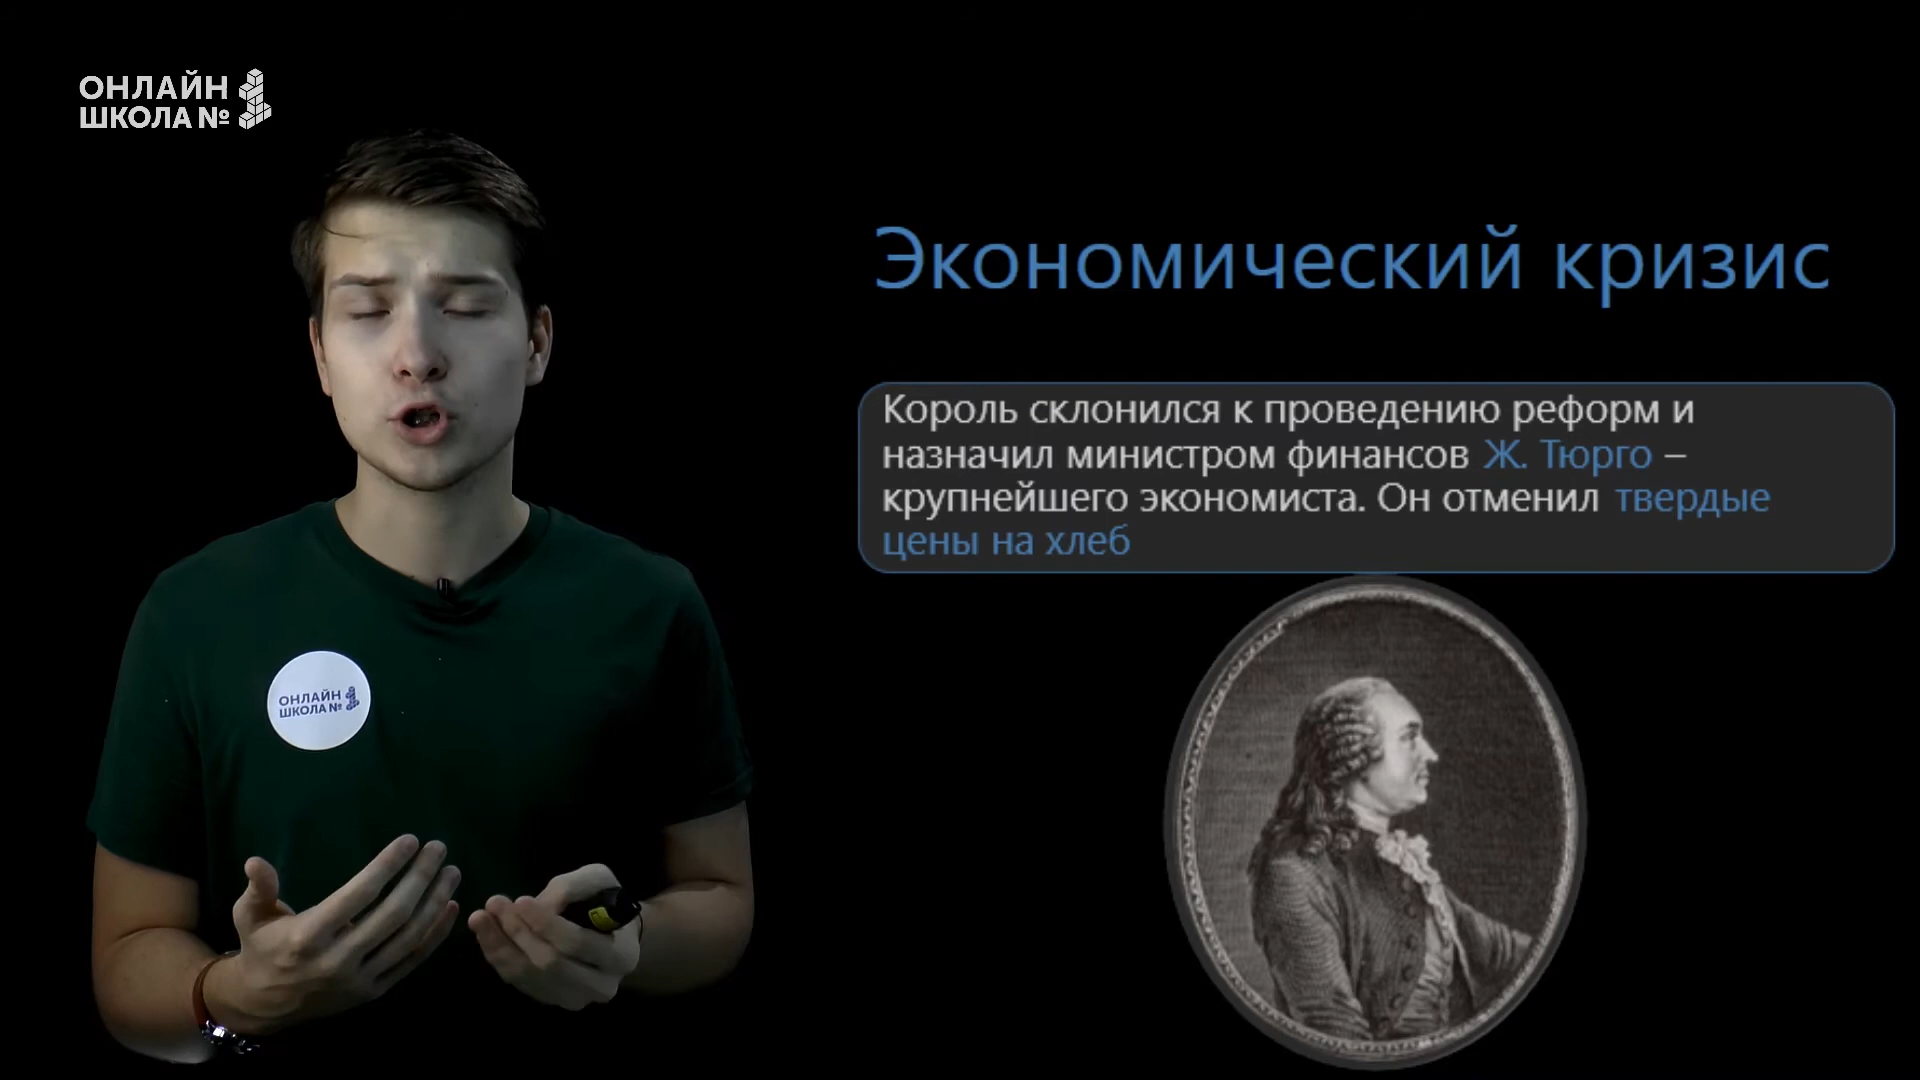 ОНЛАЙН
ШКОЛА №
Экономический кризис
Король склонился к проведению реформ и
назначил министром финансов Ж. Тюрго –
крупнейшего экономиста. Он отменил твердые
цены на хлеб
ОНЛАЙН
ШКОЛА №